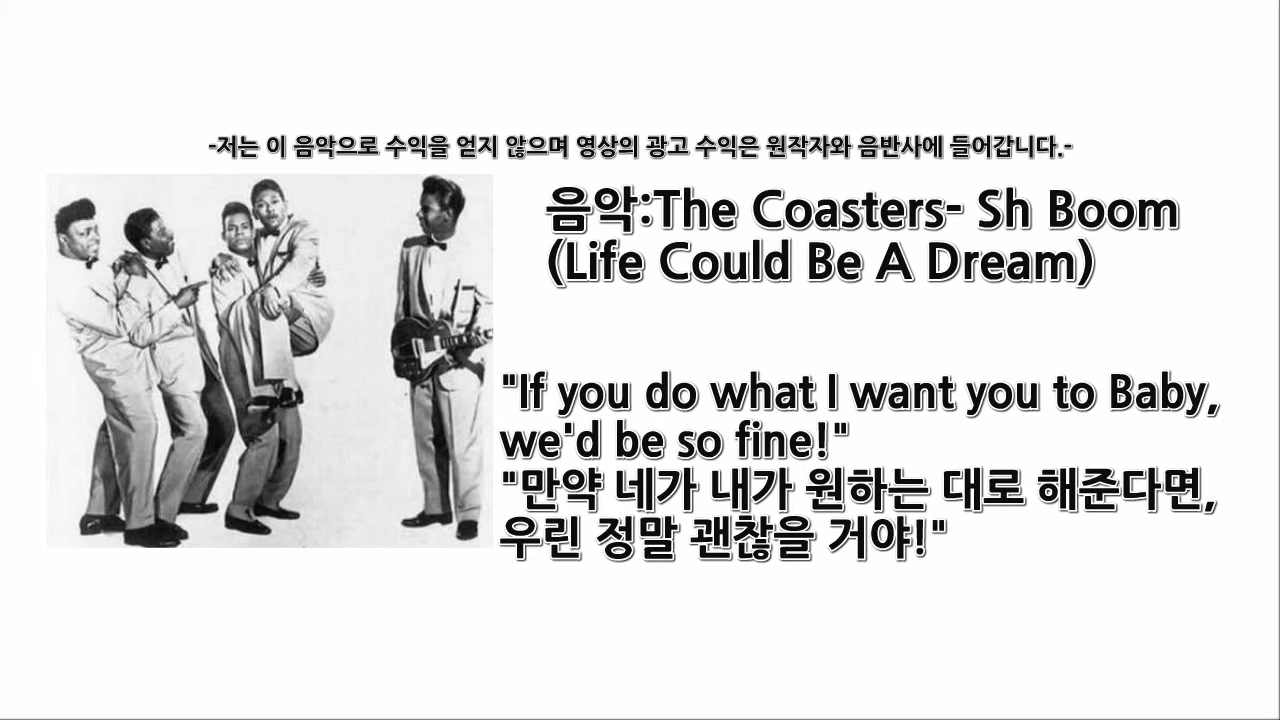 -저는 이 음악으로 수익을 얻지 않으며 영상의 광고 수익은 원작자와 음반사에 들어갑니다.-
음악:The Coasters- Sh Boom
(Life Could Be A Dream)
"If you do what I want you to Baby,
we'd be so fine!"
"만약 네가 내가 원하는 대로 해준다면,
우린 정말 괜찮을 거야!"